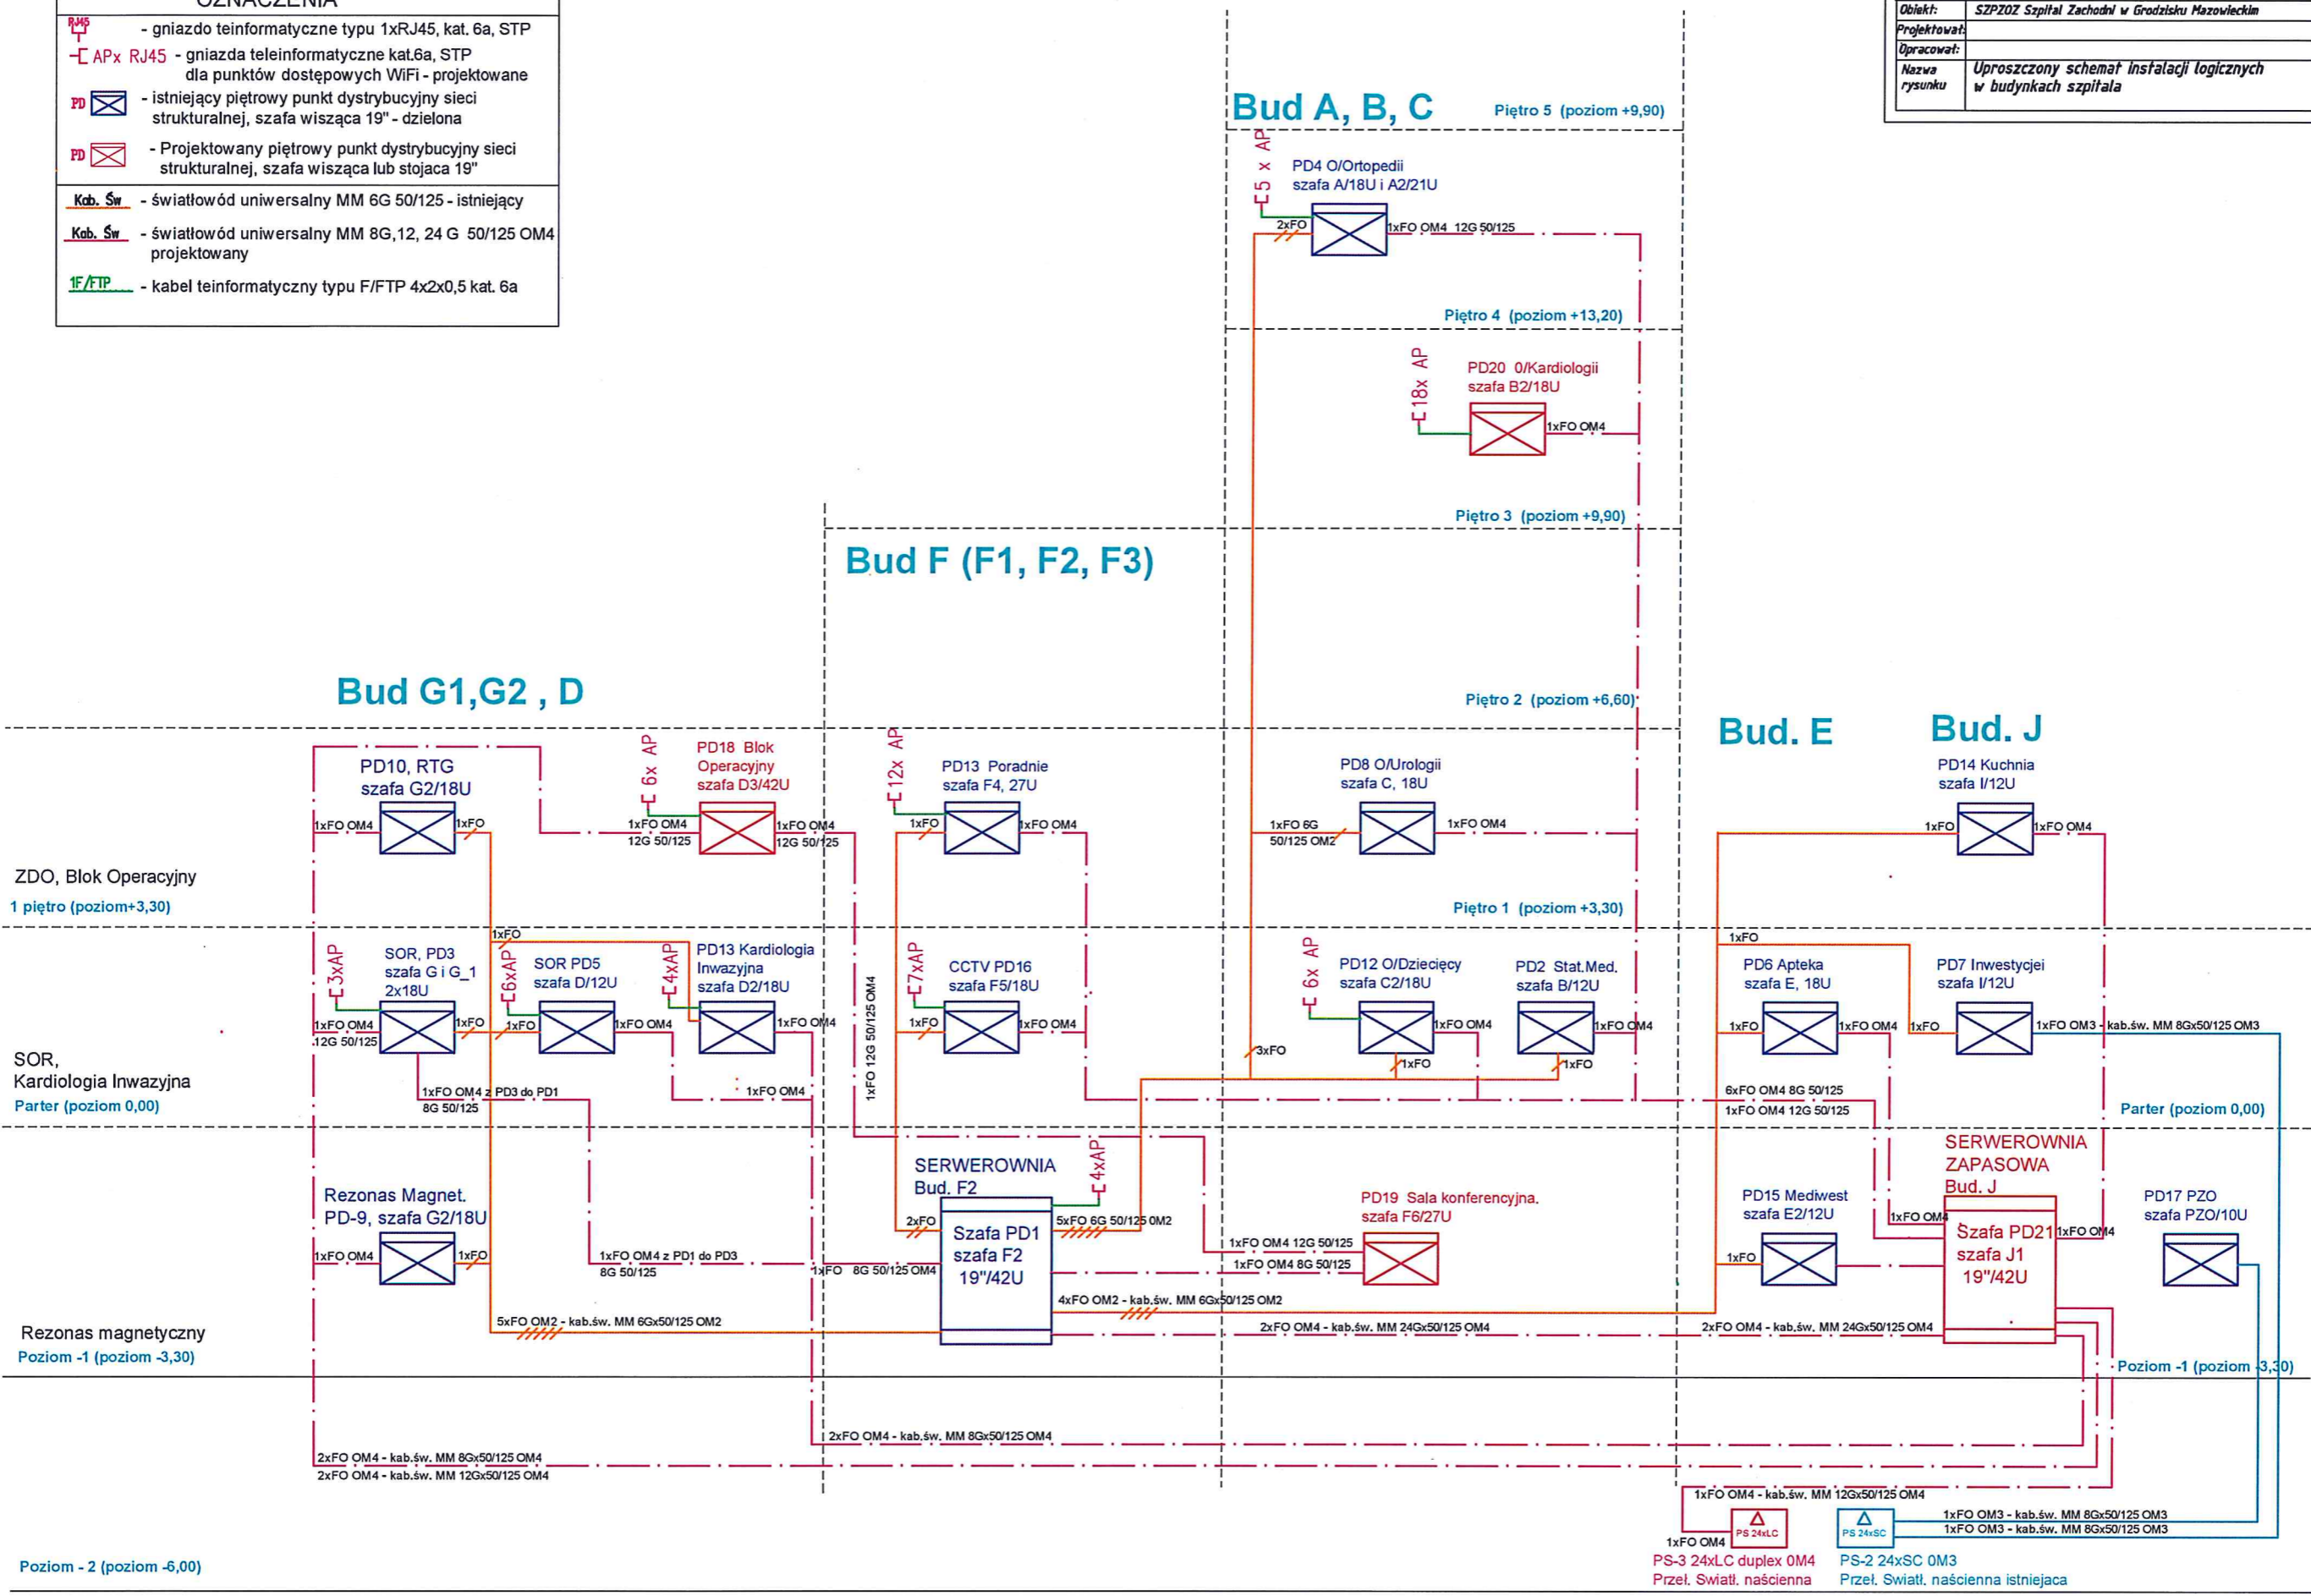 OZNACZENIA
RJ45
- gniazdo teinformatyczne typu 1xRJ45, kat. 6a, STP
APx RJ45 - gniazda teleinformatyczne kat.6a, STP
dla punktów dostępowych WiFi - projektowane
PD
- istniejący piętrowy punkt dystrybucyjny sieci
strukturalnej, szafa wisząca 19" - dzielona
PD
- Projektowany piętrowy punkt dystrybucyjny sieci
strukturalnej, szafa wisząca lub stojaca 19"
Kab. Św - światłowód uniwersalny MM 6G 50/125 - istniejący
Kab. Św - światłowód uniwersalny MM 8G,12, 24 G 50/125 OM4
projektowany
1F/FTP - kabel teinformatyczny typu F/FTP 4x2x0,5 kat. 6a
Obiekt: SZPZOZ Szpital Zachodni w Grodzisku Mazowieckim
Projektował:
Opracował:
Nazwa rysunku
Uproszczony schemat instalacji logicznych
w budynkach szpitala
Bud A, B, C
Piętro 5 (poziom +9,90)
5 x AP
PD4 O/Ortopedii
szafa A/18U i A2/21U
2xFO
1xFO OM4 12G 50/125
Piętro 4 (poziom +13,20)
18x AP
PD20 0/Kardiologii
szafa B2/18U
1xFO OM4
Piętro 3 (poziom +9,90)
Bud F (F1, F2, F3)
Bud G1,G2 , D
Piętro 2 (poziom +6,60)
Bud. E
Bud. J
PD10, RTG
szafa G2/18U
1xFO OM4
1xFO
6x AP
PD18 Blok
Operacyjny
szafa D3/42U
1xFO OM4
12G 50/125
1xFO OM4
12G 50/125
12x AP
PD13 Poradnie
szafa F4, 27U
1xFO
1xFO OM4
PD8 O/Urologii
szafa C, 18U
1xFO 6G
50/125 OM2
1xFO OM4
PD14 Kuchnia
szafa I/12U
1xFO
1xFO OM4
ZDO, Blok Operacyjny
1 piętro (poziom+3,30)
Piętro 1 (poziom +3,30)
1xFO
3xAP
SOR, PD3
szafa G i G_1
2x18U
1xFO OM4
12G 50/125
1xFO
6xAP
SOR PD5
szafa D/12U
1xFO
1xFO OM4
4xAP
PD13 Kardiologia
Inwazyjna
szafa D2/18U
1xFO OM4
1xFO 12G 50/125 OM4
7xAP
CCTV PD16
szafa F5/18U
1xFO
1xFO OM4
3xFO
6x AP
PD12 O/Dziecięcy
szafa C2/18U
1xFO OM4
1xFO
PD2 Stat.Med.
szafa B/12U
1xFO OM4
1xFO
1xFO
PD6 Apteka
szafa E, 18U
1xFO
1xFO OM4
PD7 Inwestycjei
szafa I/12U
1xFO
1xFO OM3 - kab.św. MM 8Gx50/125 OM3
SOR,
Kardiologia Inwazyjna
Parter (poziom 0,00)
1xFO OM4 z PD3 do PD1
8G 50/125
1xFO OM4
6xFO OM4 8G 50/125
1xFO OM4 12G 50/125
Parter (poziom 0,00)
Rezonas Magnet.
PD-9, szafa G2/18U
1xFO OM4
1xFO
1xFO OM4 z PD1 do PD3
8G 50/125
1xFO 8G 50/125 OM4
SERWEROWNIA
Bud. F2
4xAP
2xFO
Szafa PD1
szafa F2
19"/42U
5xFO 6G 50/125 0M2
1xFO OM4 12G 50/125
1xFO OM4 8G 50/125
PD19 Sala konferencyjna.
szafa F6/27U
PD15 Mediwest
szafa E2/12U
1xFO
SERWEROWNIA
ZAPASOWA
Bud. J
1xFO OM4
Szafa PD21
szafa J1
19"/42U
1xFO OM4
PD17 PZO
szafa PZO/10U
5xFO OM2 - kab.św. MM 6Gx50/125 OM2
4xFO OM2 - kab.św. MM 6Gx50/125 OM2
2xFO OM4 - kab.św. MM 24Gx50/125 OM4
2xFO OM4 - kab.św. MM 24Gx50/125 OM4
Rezonas magnetyczny
Poziom -1 (poziom -3,30)
Poziom -1 (poziom -3,30)
2xFO OM4 - kab.św. MM 8Gx50/125 OM4
2xFO OM4 - kab.św. MM 8Gx50/125 OM4
2xFO OM4 - kab.św. MM 12Gx50/125 OM4
1xFO OM4 - kab.św. MM 12Gx50/125 OM4
1xFO OM4
PS 24xLC
PS 24xSC
1xFO OM3 - kab.św. MM 8Gx50/125 OM3
1xFO OM3 - kab.św. MM 8Gx50/125 OM3
PS-3 24xLC duplex 0M4
Przeł. Swiatł. naścienna
PS-2 24xSC 0M3
Przeł. Swiatł. naścienna istniejaca
Poziom - 2 (poziom -6,00)